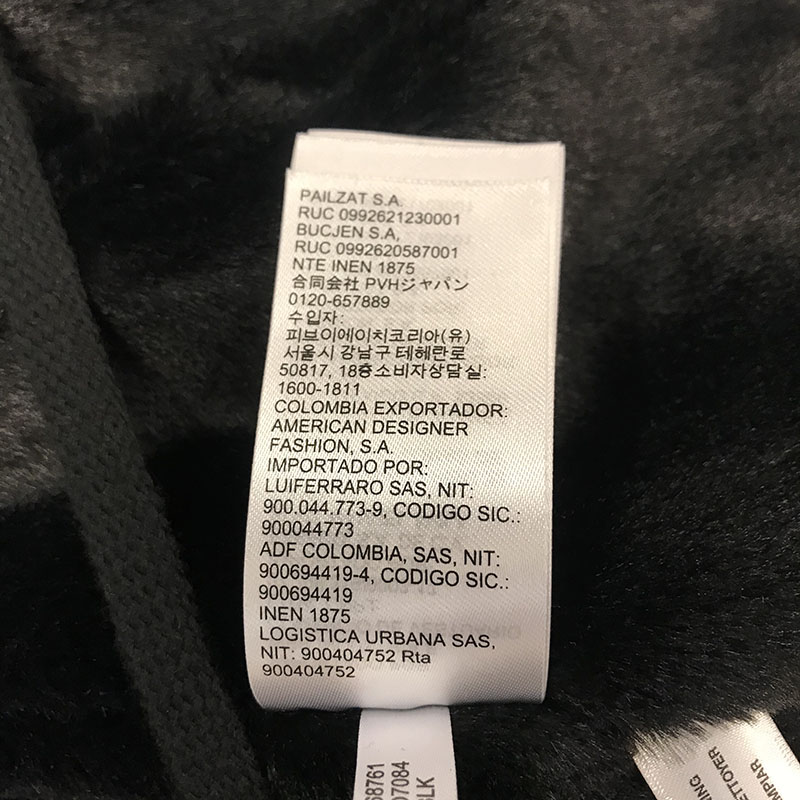 PAILZAT S.A.
RUC 0992621230001
BUCJEN S.A,
RUC 0992620587001
NTE INEN 1875
合同会社 PVHジャパン
0120-657889
수입자:
피브이에이치코리아(유)
서울시 강남구 테헤란로
50817, 18층소비자상담실:
1600-1811
COLOMBIA EXPORTADOR:
AMERICAN DESIGNER
FASHION, S.A.
IMPORTADO POR:
LUIFERRARO SAS, NIT:
900.044.773-9, CODIGO SIC.:
900044773
ADF COLOMBIA, SAS, NIT:
900694419-4, CODIGO SIC.:
900694419
INEN 1875
LOGISTICA URBANA SAS,
NIT: 900404752 Rta
900404752
68761
07084
BLK